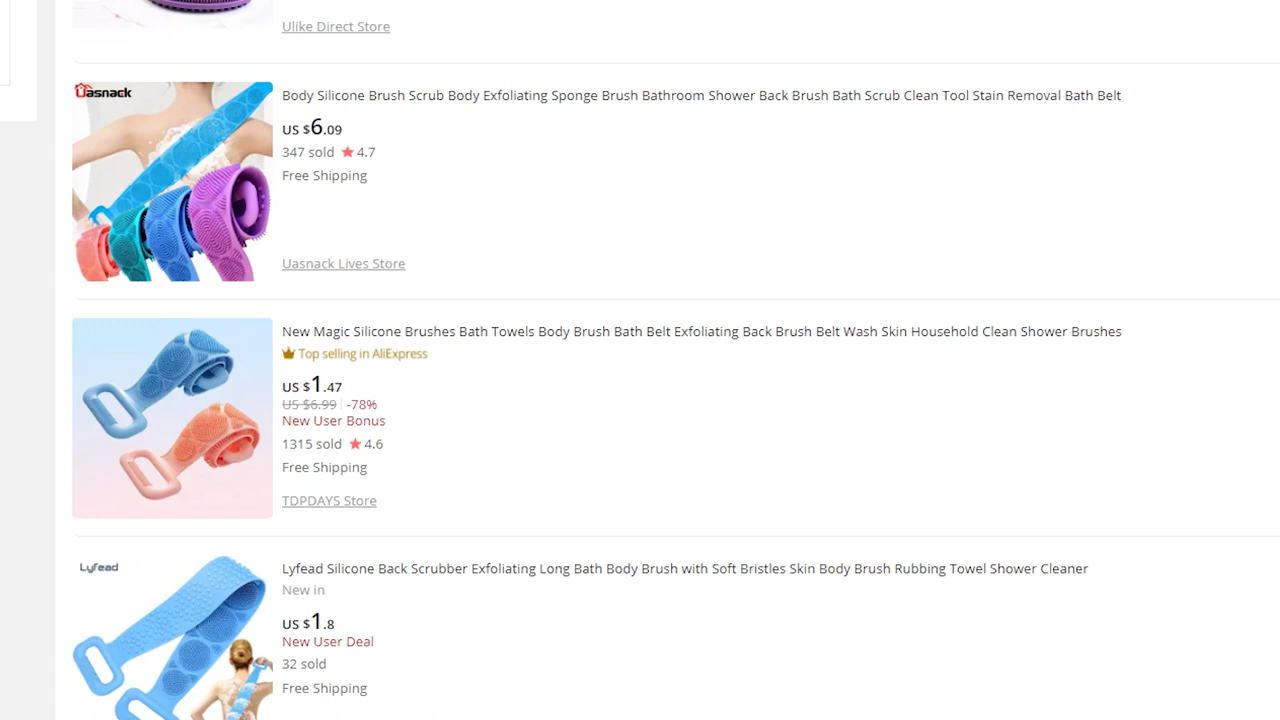 Ulike Direct Store
Uasnack
Body Silicone Brush Scrub Body Exfoliating Sponge Brush Bathroom Shower Back Brush Bath Scrub Clean Tool Stain Removal Bath Belt
US $6.09
347 sold ★ 4.7
Free Shipping
Uasnack Lives Store
New Magic Silicone Brushes Bath Towels Body Brush Bath Belt Exfoliating Back Brush Belt Wash Skin Household Clean Shower Brushes
Top selling in AliExpress
US $1.47
US $6.99 -78%
New User Bonus
1315 sold ★ 4.6
Free Shipping
TDPDAYS Store
Lyfead
Lyfead Silicone Back Scrubber Exfoliating Long Bath Body Brush with Soft Bristles Skin Body Brush Rubbing Towel Shower Cleaner
New in
US $1.8
New User Deal
32 sold
Free Shipping